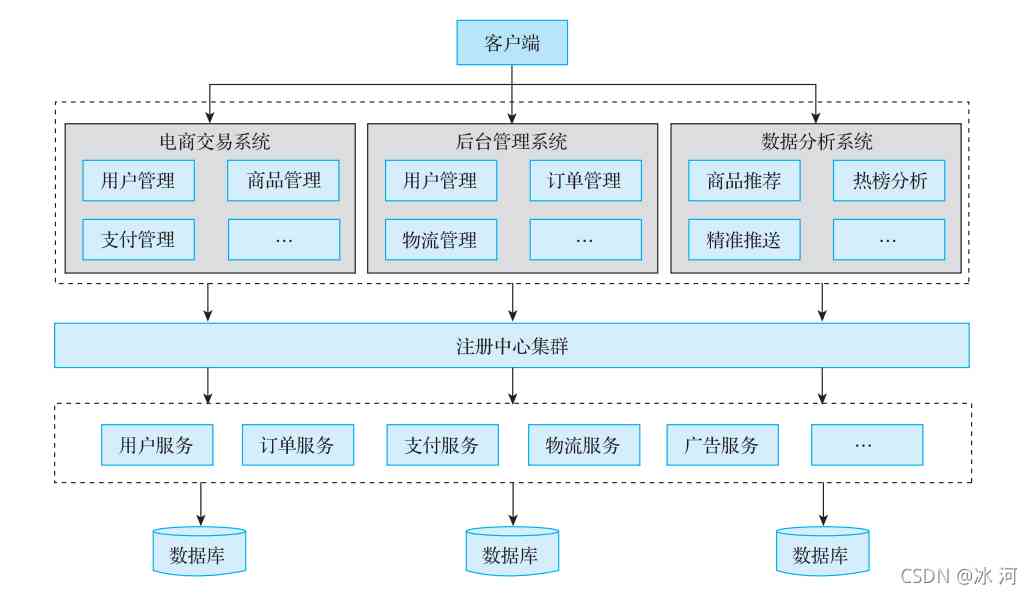 客户端
电商交易系统
用户管理
商品管理
支付管理
…
后台管理系统
用户管理
订单管理
物流管理
…
数据分析系统
商品推荐
热榜分析
精准推送
…
注册中心集群
用户服务
订单服务
支付服务
物流服务
广告服务
…
数据库
数据库
数据库
CSDN @冰 河